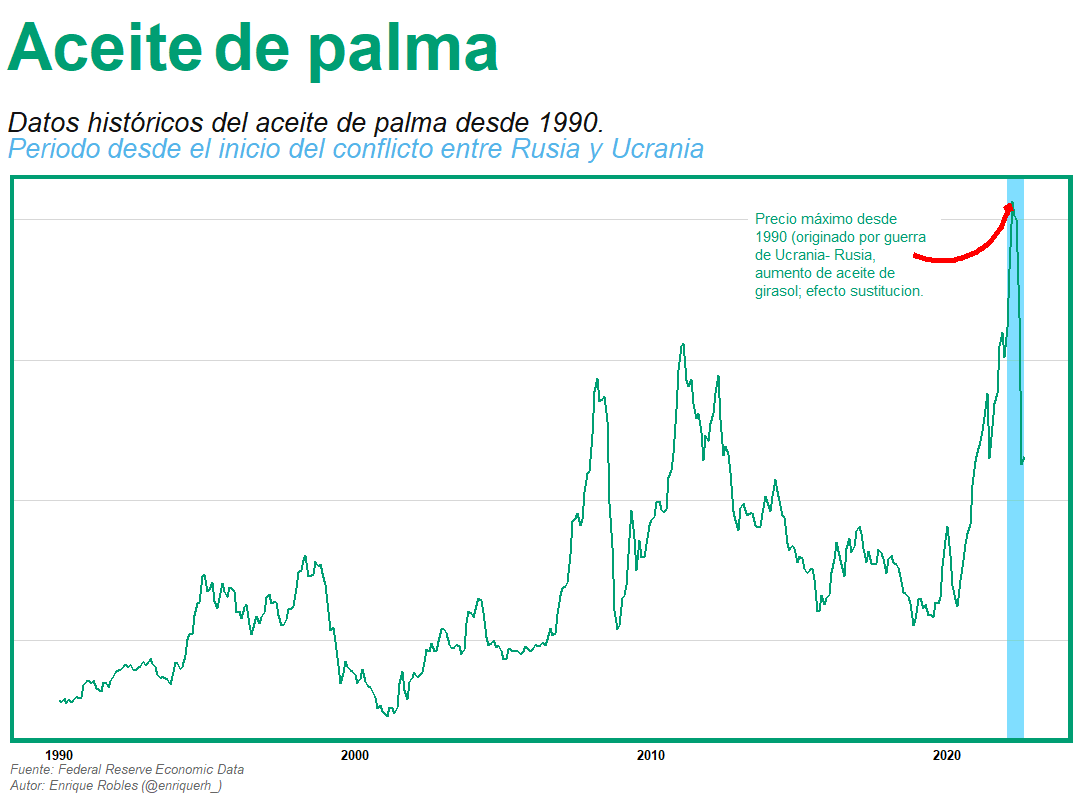 Aceite de palma
Datos históricos del aceite de palma desde 1990.
Periodo desde el inicio del conflicto entre Rusia y Ucrania
Precio máximo desde
1990 (originado por guerra
de Ucrania- Rusia,
aumento de aceite de
girasol; efecto sustitucion.
1990 2000 2010 2020
Fuente: Federal Reserve Economic Data
Autor: Enrique Robles (@enriquerh_)